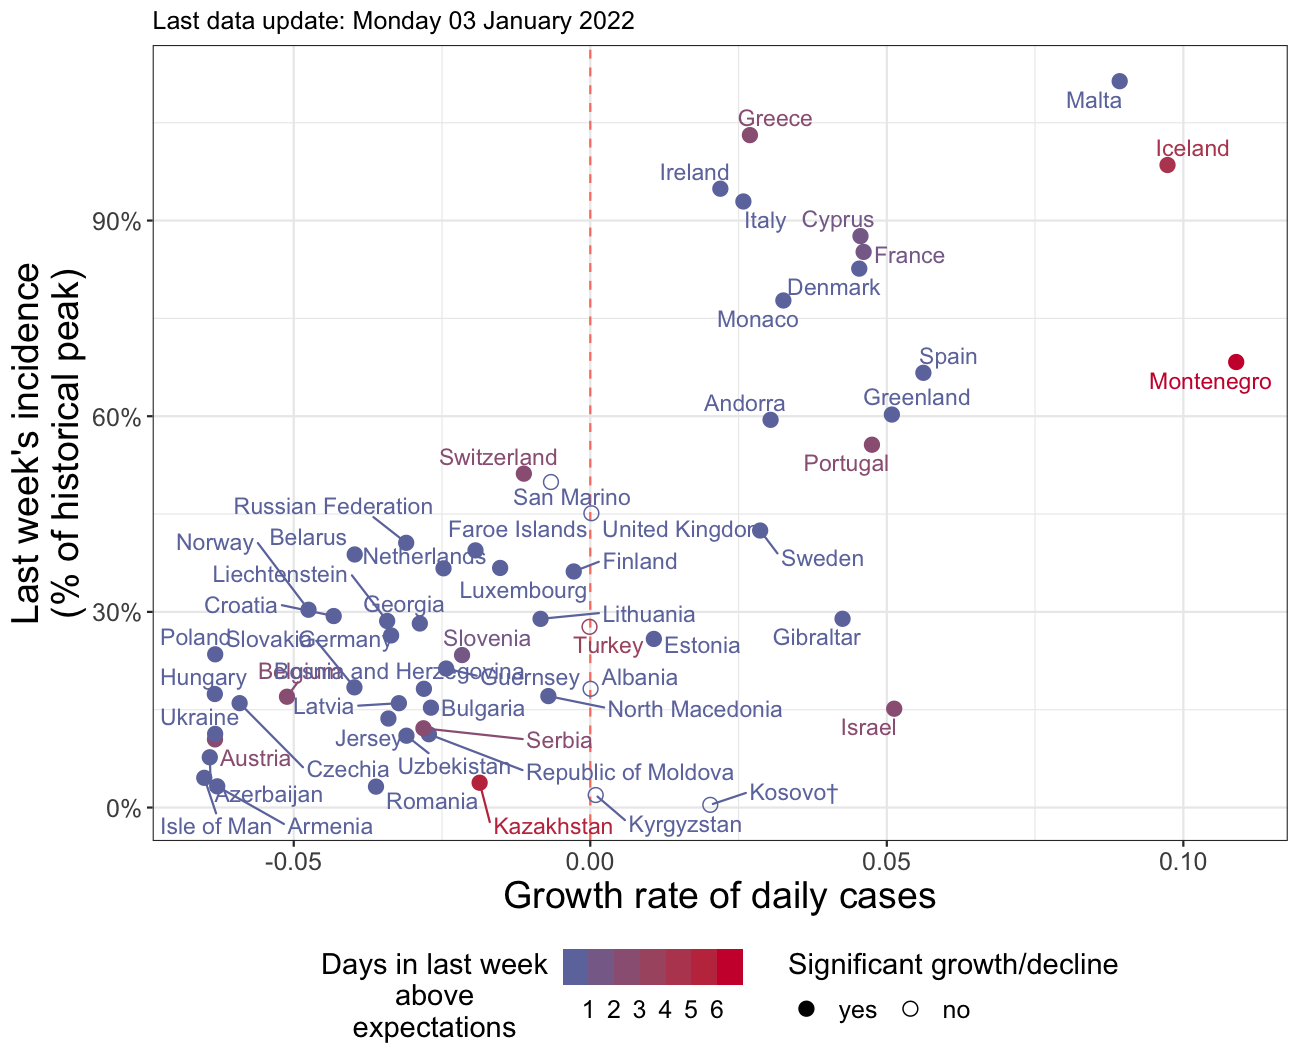 Last data update: Monday 03 January 2022
Last week's incidence
(% of historical peak)
90%
60%
30%
0%
Malta
Greece
Iceland
Ireland
Italy
Cyprus
France
Denmark
Monaco
Spain
Montenegro
Greenland
Andorra
Portugal
Switzerland
San Marino
Russian Federation
Faroe Islands
United Kingdom
Belarus
Norway
Netherlands
Finland
Sweden
Liechtenstein
Luxembourg
Croatia
Georgia
Lithuania
Poland
Slovakia
Germany
Slovenia
Turkey
Estonia
Gibraltar
Belgium
Bosnia and Herzegovina
Guernsey
Albania
Hungary
Latvia
Bulgaria
North Macedonia
Ukraine
Israel
Jersey
Serbia
Austria
Czechia
Uzbekistan
Republic of Moldova
Azerbaijan
Romania
Kosovo†
Isle of Man
Armenia
Kazakhstan
Kyrgyzstan
-0.05
0.00
0.05
0.10
Growth rate of daily cases
Days in last week
above
expectations
1 2 3 4 5 6
Significant growth/decline
yes
no